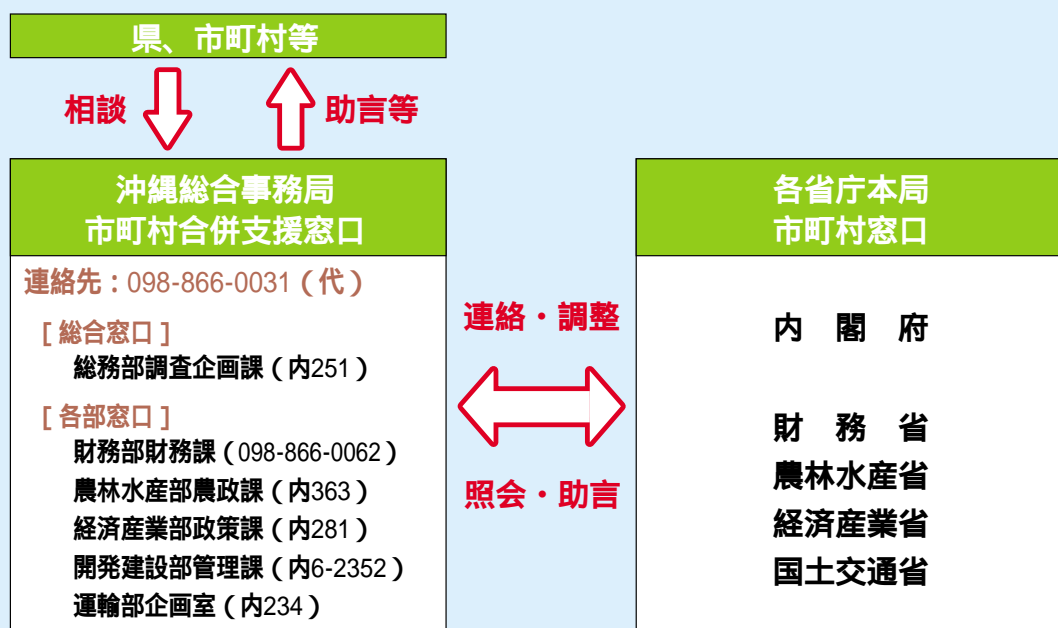 県、市町村等
相談
助言等
沖縄総合事務局
市町村合併支援窓口
連絡先：098-866-0031（代）
[ 総合窓口 ]
総務部調査企画課（内251）
[ 各部窓口 ]
財務部財務課（098-866-0062）
農林水産部農政課（内363）
経済産業部政策課（内281）
開発建設部管理課（内6-2352）
運輸部企画室（内234）
連絡・調整
照会・助言
各省庁本局
市町村窓口
内　閣　府
財　務　省
農林水産省
経済産業省
国土交通省